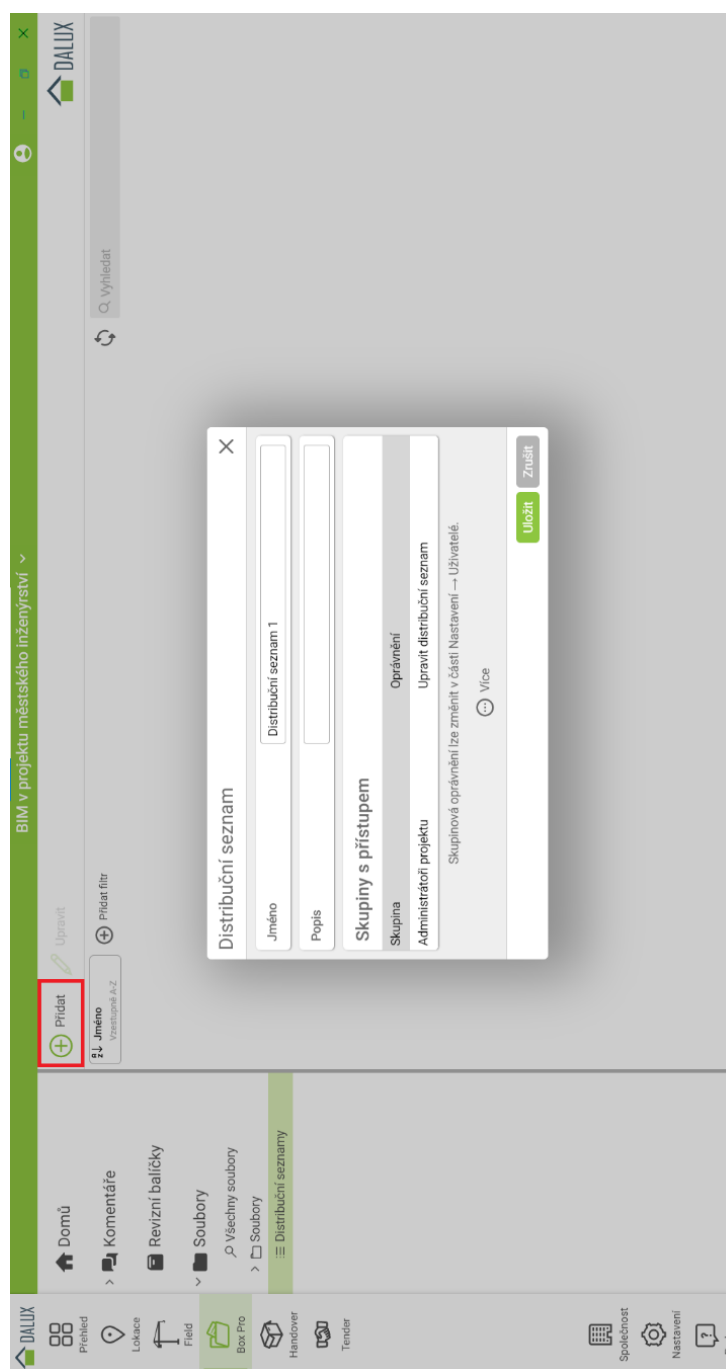 DALUX
BIM v projektu městského inženýrství
Přehled
Lokace
Field
Box Pro
Handover
Tender
Společnost
Nastavení
Domů
Komentáře
Revizní balíčky
Soubory
Všechny soubory
Soubory
Distribuční seznamy
Přidat
Upravit
DALUX
Jméno
Vzestupně A-Z
Přidat filtr
Vyhledat
Distribuční seznam
Jméno
Distribuční seznam 1
Popis
Skupiny s přístupem
Skupina Oprávnění
Administrátoři projektu Upravit distribuční seznam
Skupinová oprávnění lze změnit v části Nastavení → Uživatelé.
Více
Uložit Zrušit